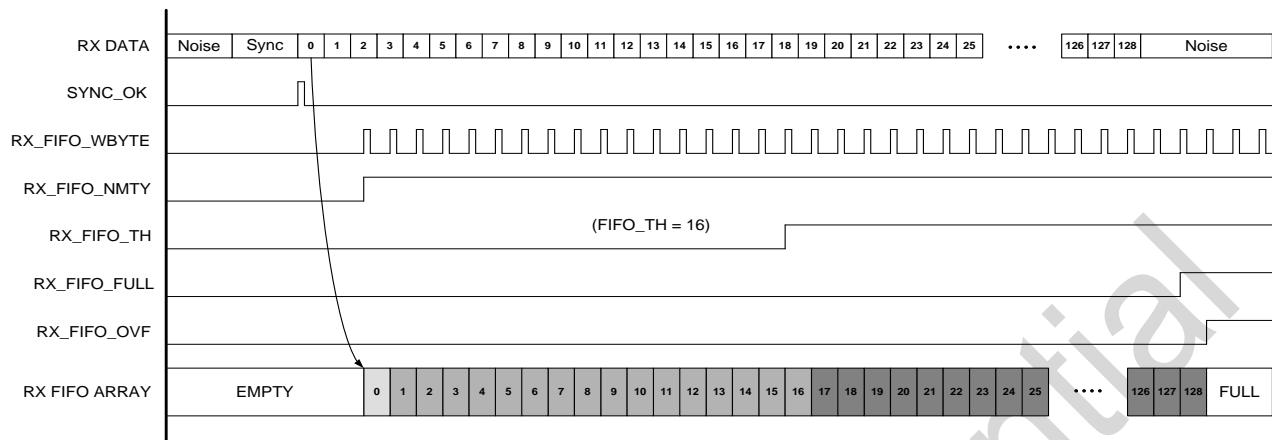 RX DATA Noise Sync 0 1 2 3 4 5 6 7 8 9 10 11 12 13 14 15 16 17 18 19 20 21 22 23 24 25 .... 126 127 128 Noise
SYNC_OK
RX_FIFO_WBYTE
RX_FIFO_NMTY
RX_FIFO_TH (FIFO_TH = 16)
RX_FIFO_FULL
RX_FIFO_OVF
RX FIFO ARRAY EMPTY 0 1 2 3 4 5 6 7 8 9 10 11 12 13 14 15 16 17 18 19 20 21 22 23 24 25 .... 126 127 128 FULL
ntial